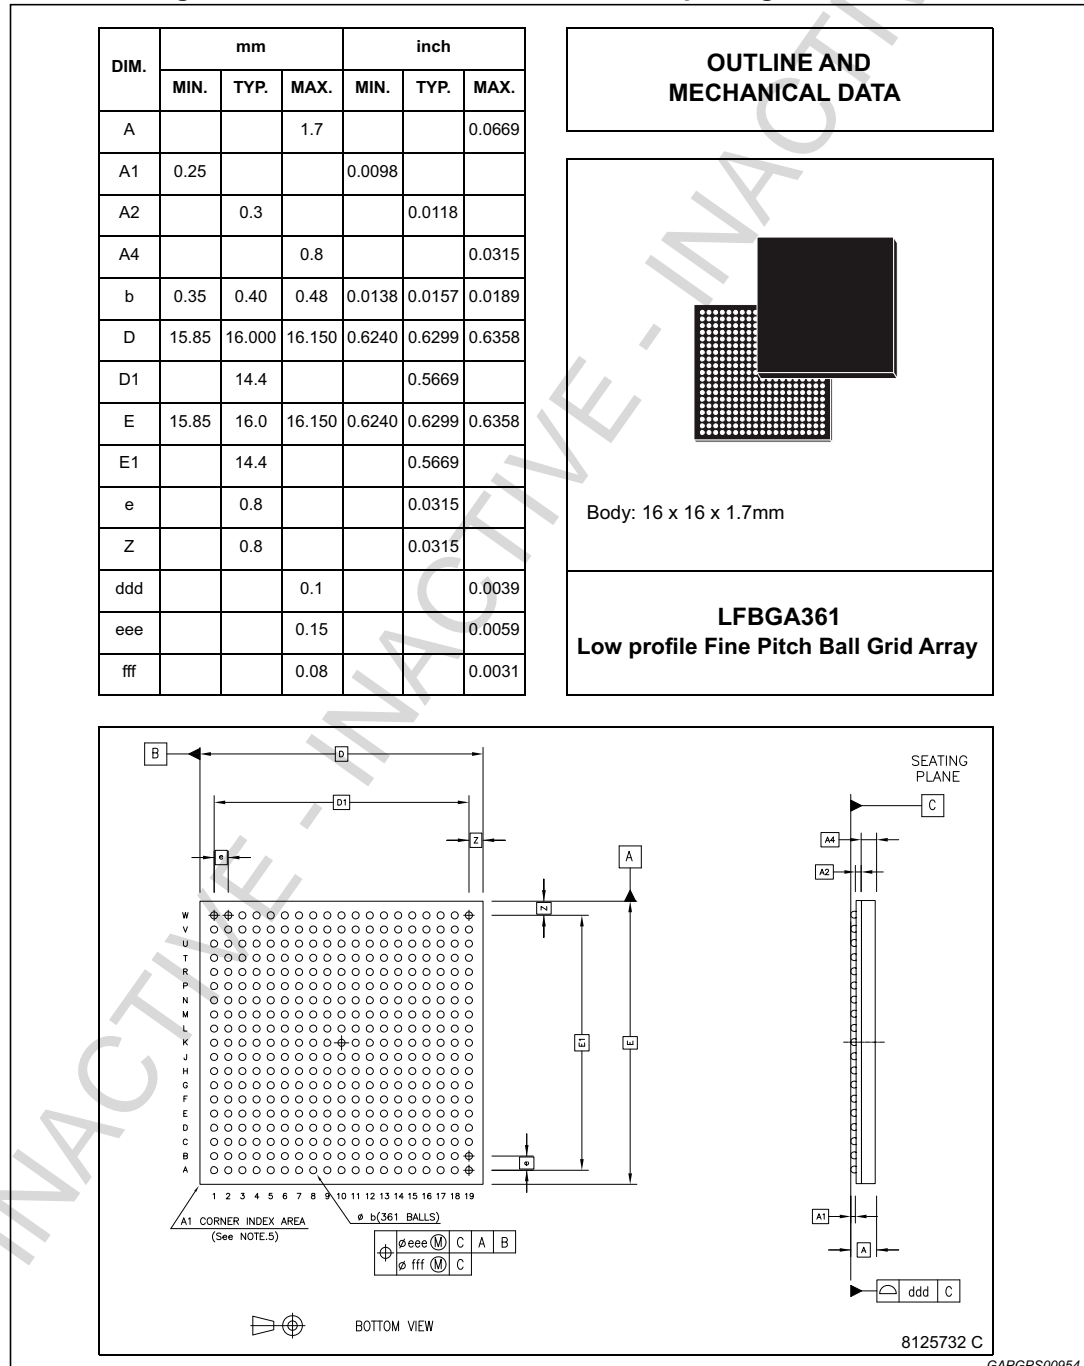 DIM. mm inch
MIN. TYP. MAX. MIN. TYP. MAX.
A 1.7 0.0669
A1 0.25 0.0098
A2 0.3 0.0118
A4 0.8 0.0315
b 0.35 0.40 0.48 0.0138 0.0157 0.0189
D 15.85 16.000 16.150 0.6240 0.6299 0.6358
D1 14.4 0.5669
E 15.85 16.0 16.150 0.6240 0.6299 0.6358
E1 14.4 0.5669
e 0.8 0.0315
Z 0.8 0.0315
ddd 0.1 0.0039
eee 0.15 0.0059
fff 0.08 0.0031
OUTLINE AND
MECHANICAL DATA
Body: 16 x 16 x 1.7mm
LFBGA361
Low profile Fine Pitch Ball Grid Array
B
D
D1
Z
e
A
Z
W
V
U
T
R
P
N
M
L
K
J
H
G
F
E
D
C
B
A
E1
E
e
1 2 3 4 5 6 7 8 9 10 11 12 13 14 15 16 17 18 19
A1 CORNER INDEX AREA
(See NOTE.5)
ø b(361 BALLS)
ø eee Ⓜ C A B
ø fff Ⓜ C
BOTTOM VIEW
SEATING
PLANE
C
A4
A2
A1
A
ddd C
8125732 C
GAPGPS00954
INACTIVE - INACTIVE - INACTIVE